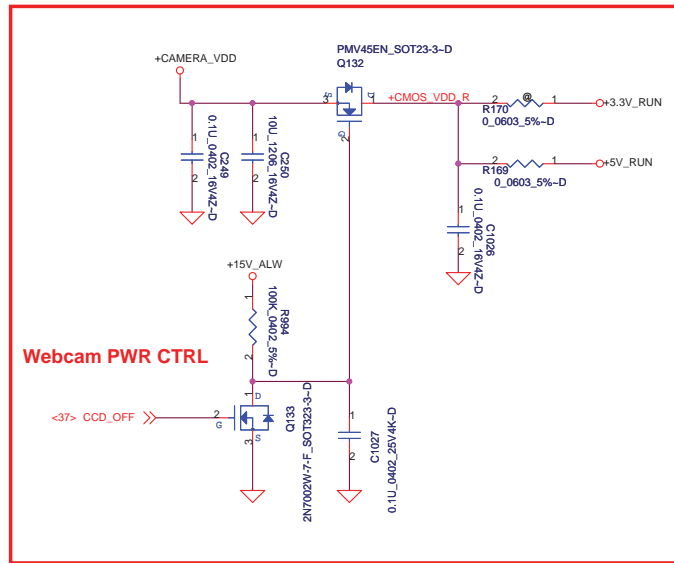 PMV45EN_SOT23-3~D
Q132
+CAMERA_VDD
S
D
3
1
+CMOS_VDD_R
G
2
2
@
1
+3.3V_RUN
R170
0_0603_5%~D
2
1
+5V_RUN
R169
0_0603_5%~D
1
2
C249
0.1U_0402_16V4Z~D
1
2
C250
10U_1206_16V4Z~D
1
2
C1026
0.1U_0402_16V4Z~D
+15V_ALW
1
2
R994
100K_0402_5%~D
Webcam PWR CTRL
<37> CCD_OFF
2
G
1
D
3
S
Q133
2N7002W-7-F_SOT323-3~D
1
2
C1027
0.1U_0402_25V4K~D